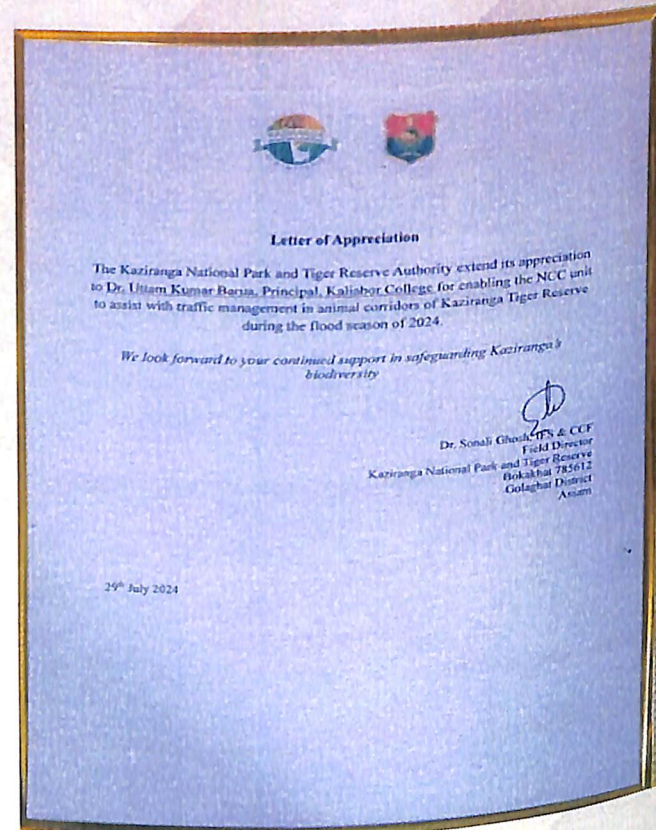 Letter of Appreciation
The Kaziranga National Park and Tiger Reserve Authority extend its appreciation
to Dr. Uttam Kumar Barua, Principal, Kaliabor College for enabling the NCC unit
to assist with traffic management in animal corridors of Kaziranga Tiger Reserve
during the flood season of 2024.
We look forward to your continued support in safeguarding Kaziranga's
biodiversity
Dr. Sonali Ghosh, IFS & CCF
Field Director
Kaziranga National Park and Tiger Reserve
Bokakhat 785612
Golaghat District
Assam
29th July 2024